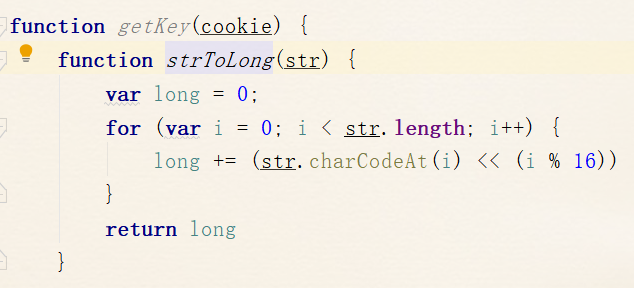 function getKey(cookie) {
    function strToLong(str) {
        var long = 0;
        for (var i = 0; i < str.length; i++) {
            long += (str.charCodeAt(i) << (i % 16))
        }
        return long
    }